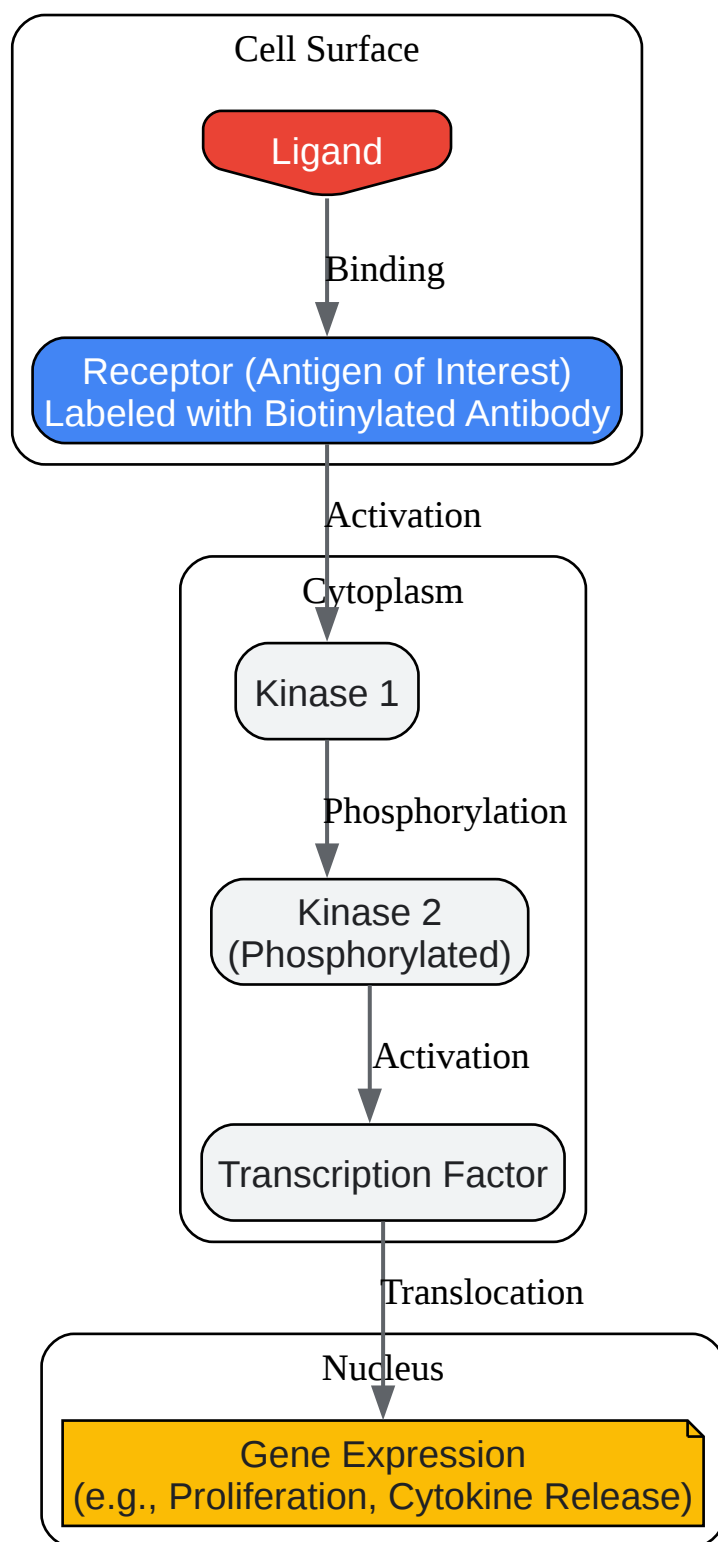 Cell Surface
Ligand
Binding
Receptor (Antigen of Interest)
Labeled with Biotinylated Antibody
Activation
Cytoplasm
Kinase 1
Phosphorylation
Kinase 2
(Phosphorylated)
Activation
Transcription Factor
Translocation
Nucleus
Gene Expression
(e.g., Proliferation, Cytokine Release)